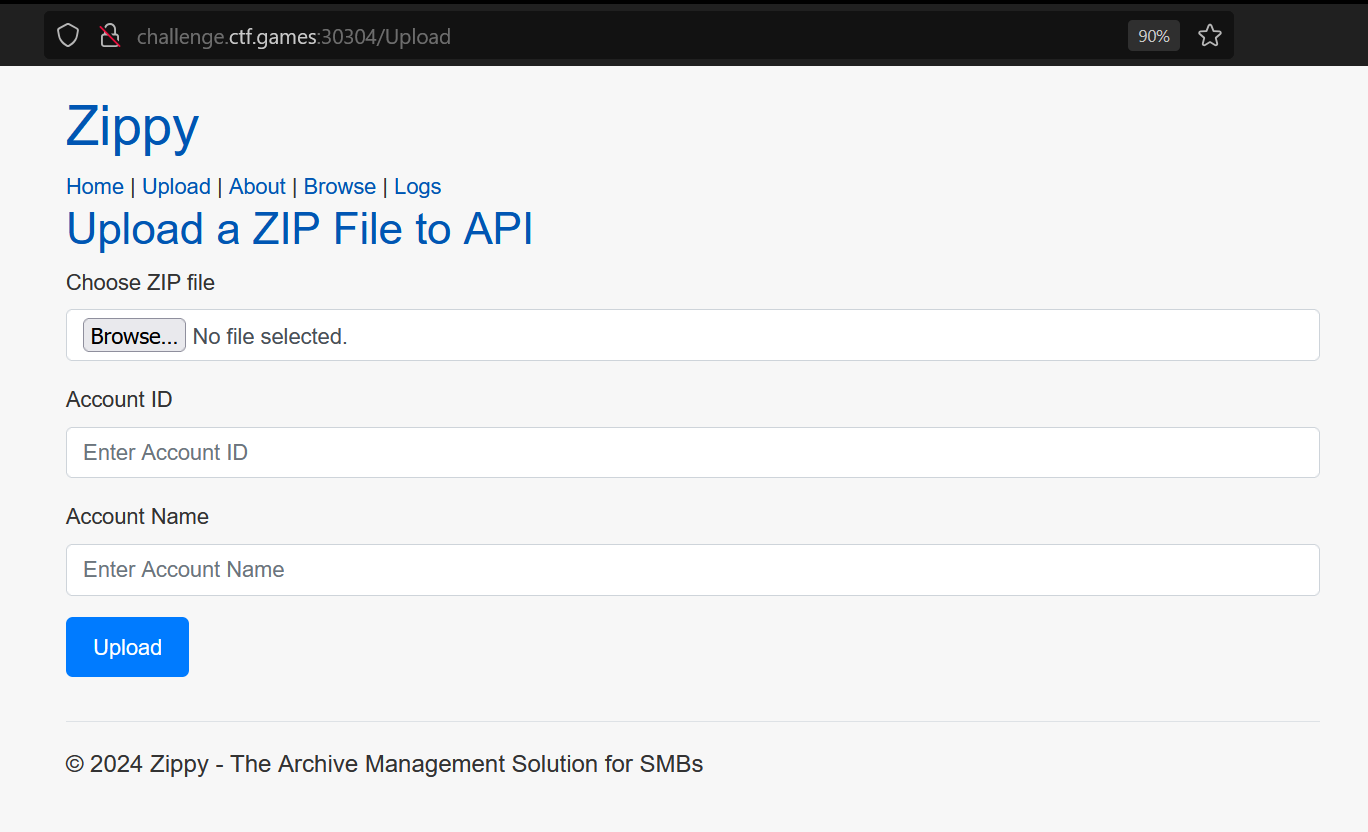 challenge.ctf.games:30304/Upload 90%
Zippy
Home | Upload | About | Browse | Logs
Upload a ZIP File to API
Choose ZIP file
Browse... No file selected.
Account ID
Enter Account ID
Account Name
Enter Account Name
Upload
© 2024 Zippy - The Archive Management Solution for SMBs